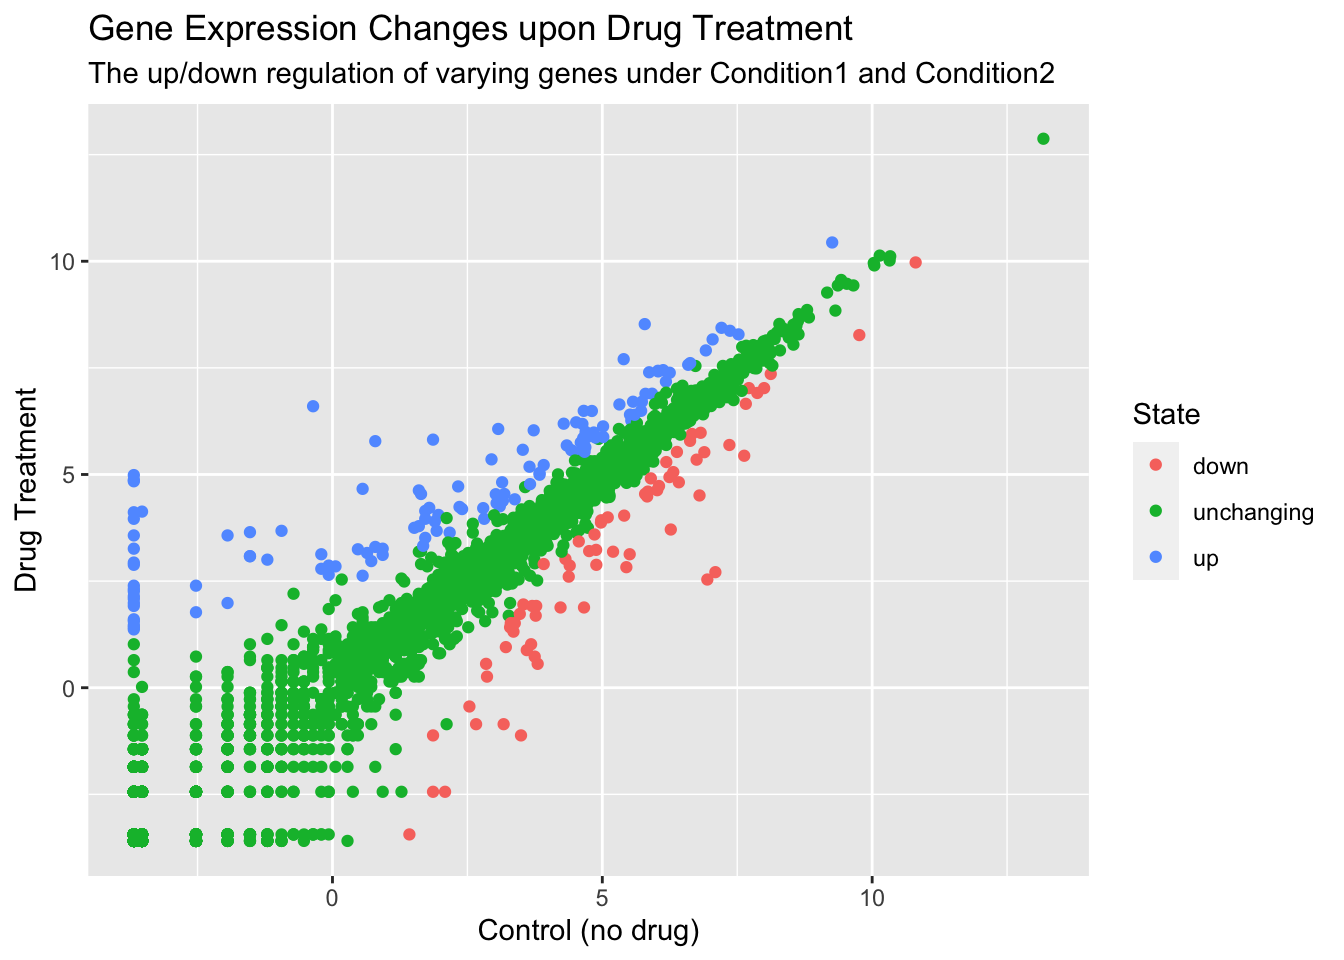 Gene Expression Changes upon Drug Treatment
The up/down regulation of varying genes under Condition1 and Condition2
Drug Treatment
10
5
0
0
5
10
Control (no drug)
State
down
unchanging
up